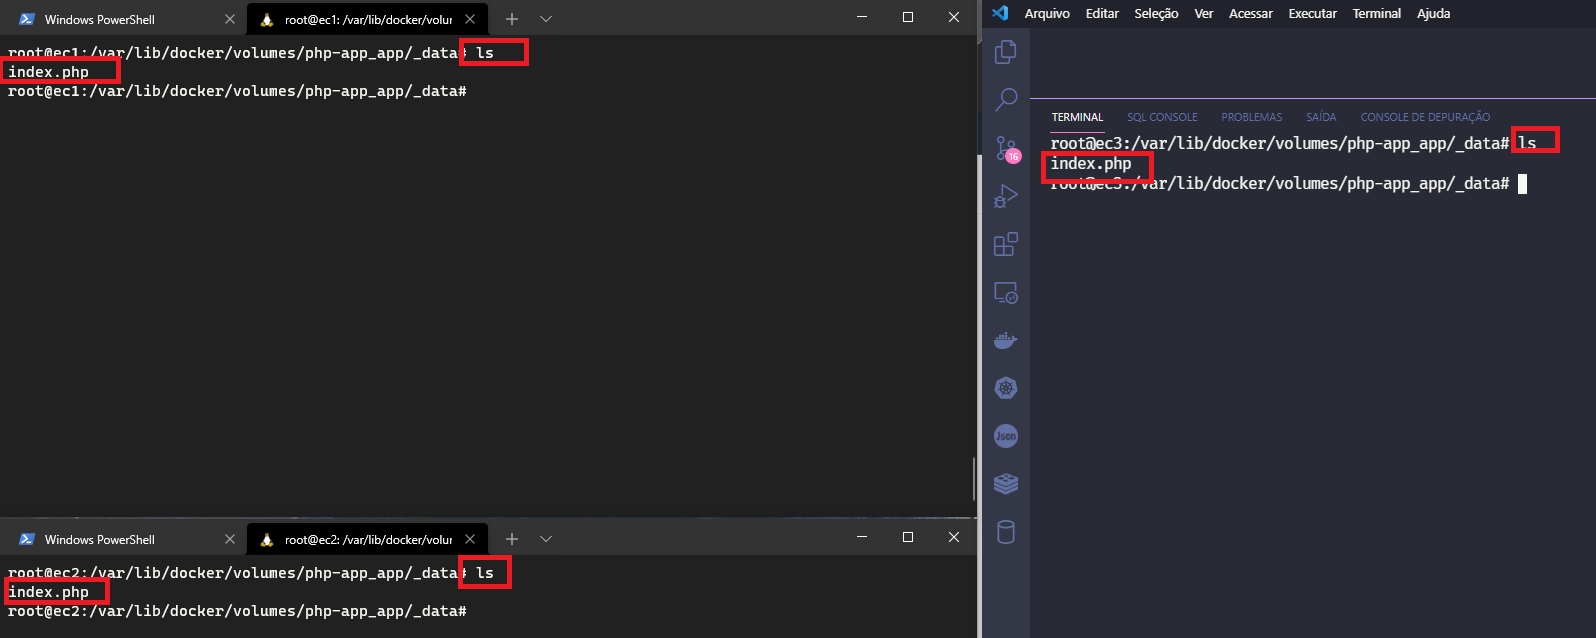 Windows PowerShell
root@ec1: /var/lib/docker/volur
root@ec1:/var/lib/docker/volumes/php-app_app/_data# ls
index.php
root@ec1:/var/lib/docker/volumes/php-app_app/_data#
Windows PowerShell
root@ec2: /var/lib/docker/volur
root@ec2:/var/lib/docker/volumes/php-app_app/_data# ls
index.php
root@ec2:/var/lib/docker/volumes/php-app_app/_data#
Arquivo Editar Seleção Ver Acessar Executar Terminal Ajuda
TERMINAL SQL CONSOLE PROBLEMAS SAÍDA CONSOLE DE DEPURAÇÃO
root@ec3:/var/lib/docker/volumes/php-app_app/_data# ls
index.php
root@ec3:/var/lib/docker/volumes/php-app_app/_data#
16
Json